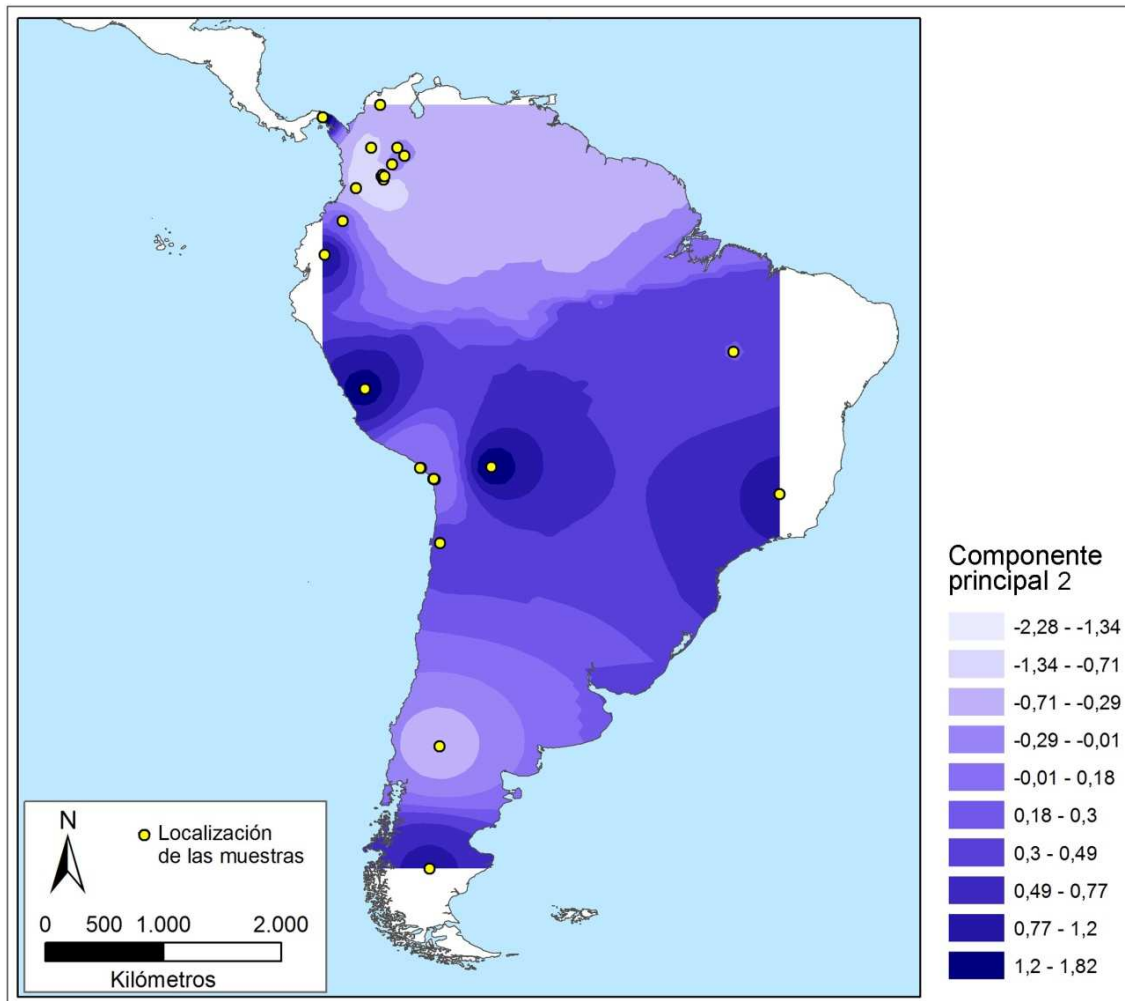 Componente
principal 2
-2,28 - -1,34
-1,34 - -0,71
-0,71 - -0,29
-0,29 - -0,01
-0,01 - 0,18
0,18 - 0,3
0,3 - 0,49
0,49 - 0,77
0,77 - 1,2
1,2 - 1,82
N
Localización
de las muestras
0 500 1.000 2.000
Kilómetros